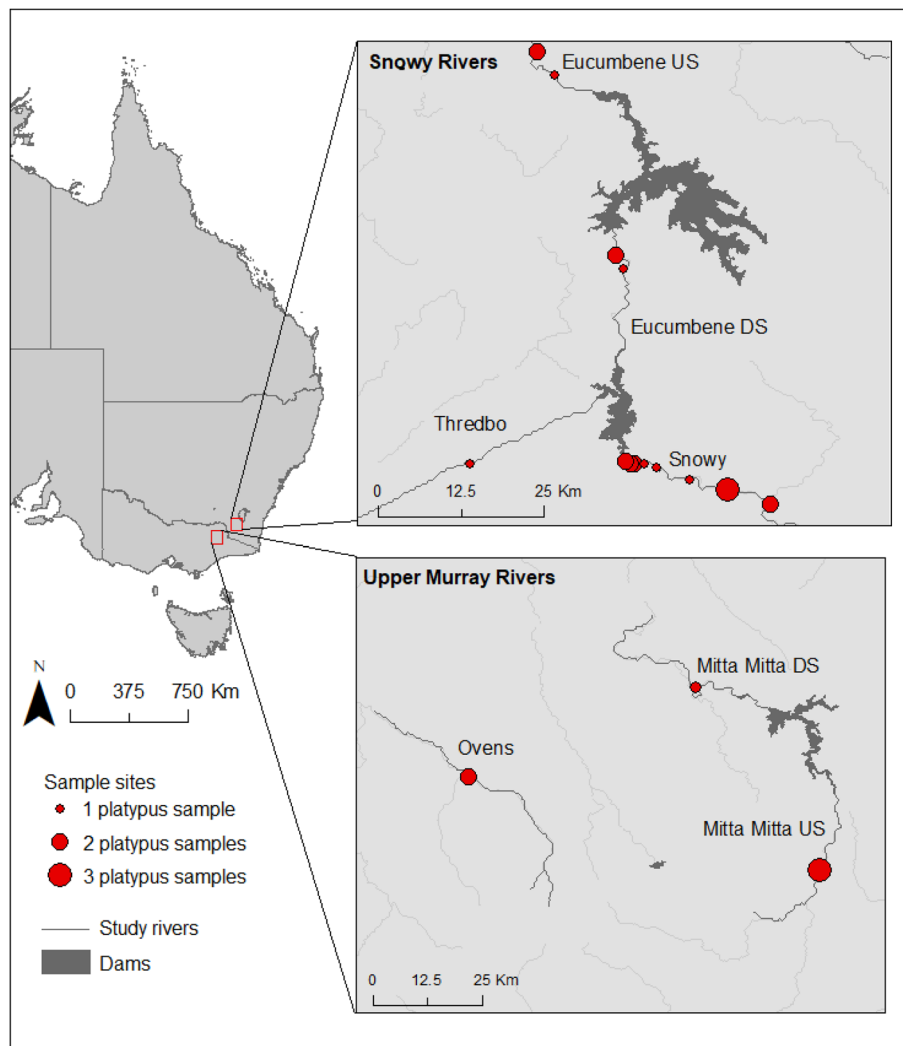 Snowy Rivers
Eucumbene US
Eucumbene DS
Thredbo
Snowy
0 12.5 25 Km
Upper Murray Rivers
Mitta Mitta DS
Ovens
Mitta Mitta US
0 12.5 25 Km
N
0 375 750 Km
Sample sites
1 platypus sample
2 platypus samples
3 platypus samples
Study rivers
Dams